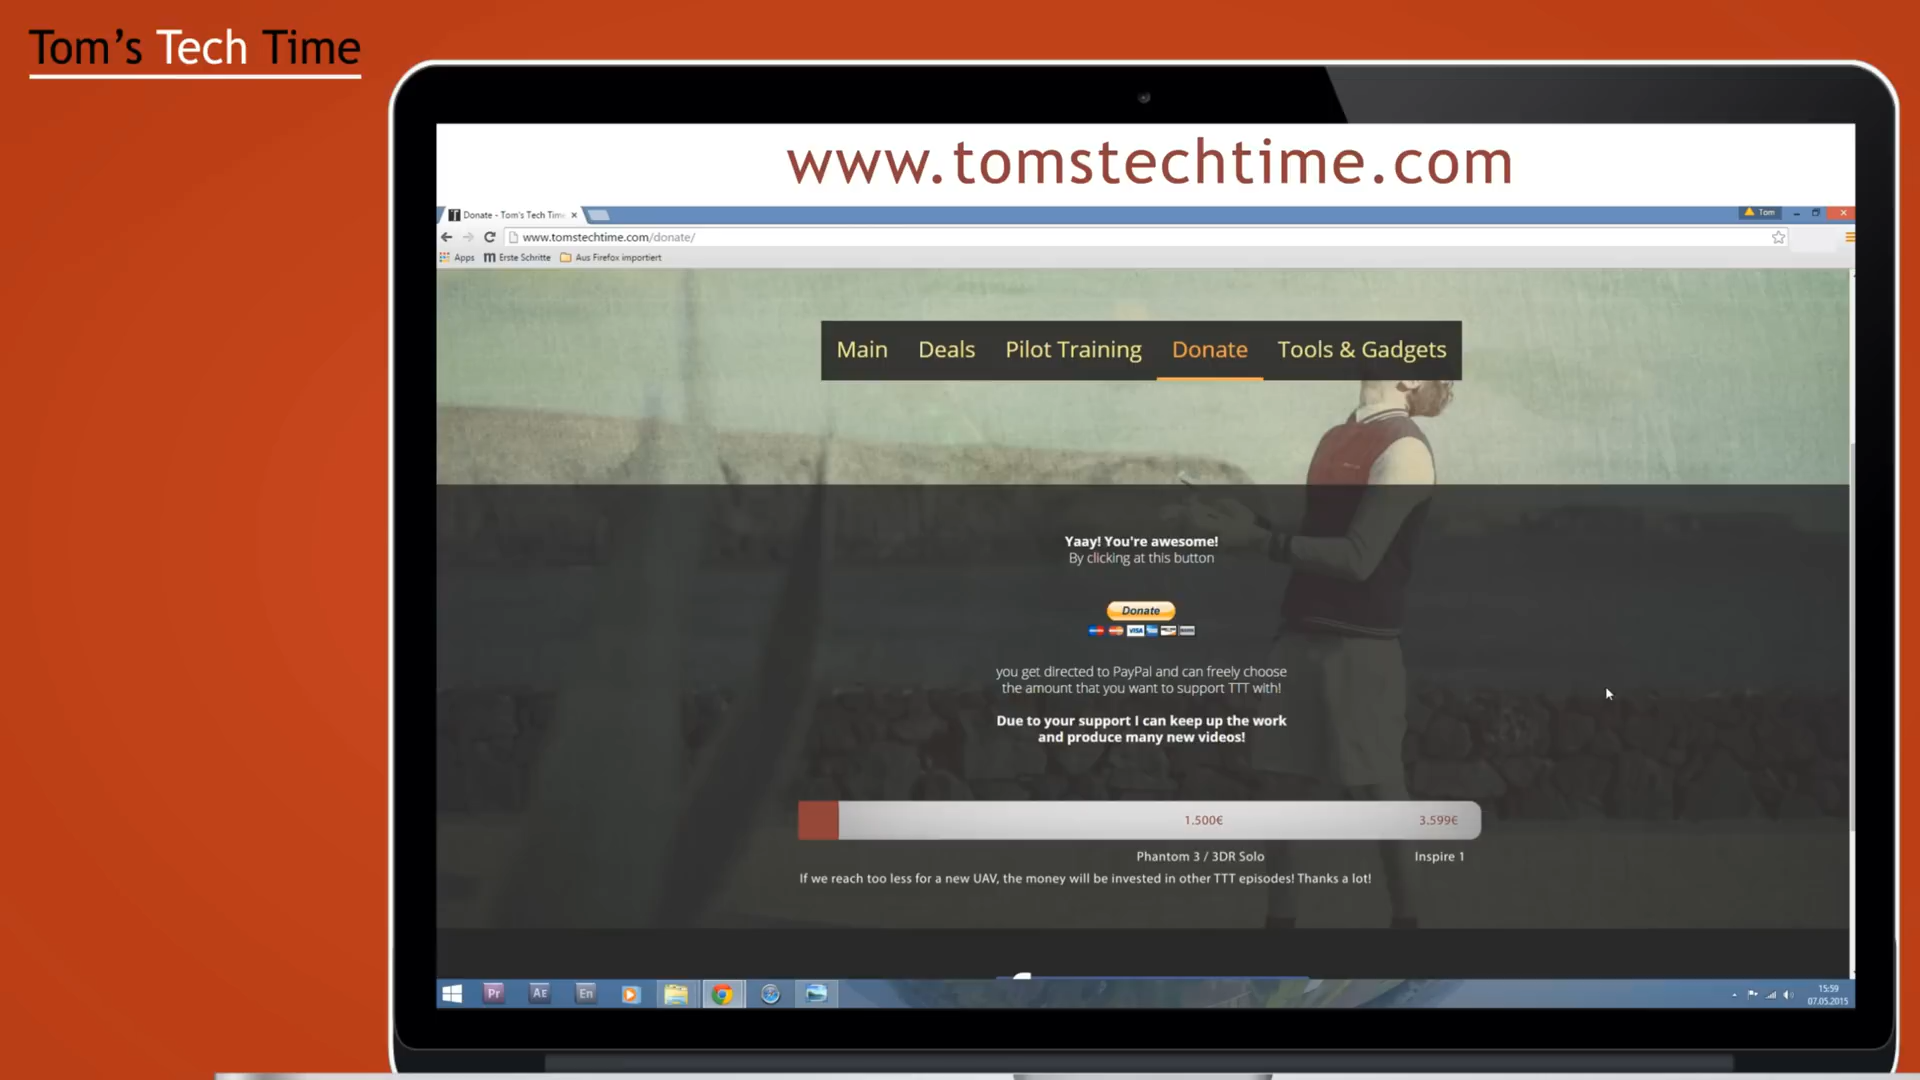 Tom's Tech Time
www.tomstechtime.com
Donate - Tom's Tech Time
Tom
www.tomstechtime.com/donate/
Apps Erste Schritte Aus Firefox importiert
Main Deals Pilot Training Donate Tools & Gadgets
Yaay! You're awesome!
By clicking at this button
Donate
VISA
you get directed to PayPal and can freely choose
the amount that you want to support TTT with!
Due to your support I can keep up the work
and produce many new videos!
1.500€ 3.599€
Phantom 3 / 3DR Solo Inspire 1
If we reach too less for a new UAV, the money will be invested in other TTT episodes! Thanks a lot!
Pr AE En
15:59
07.05.2015